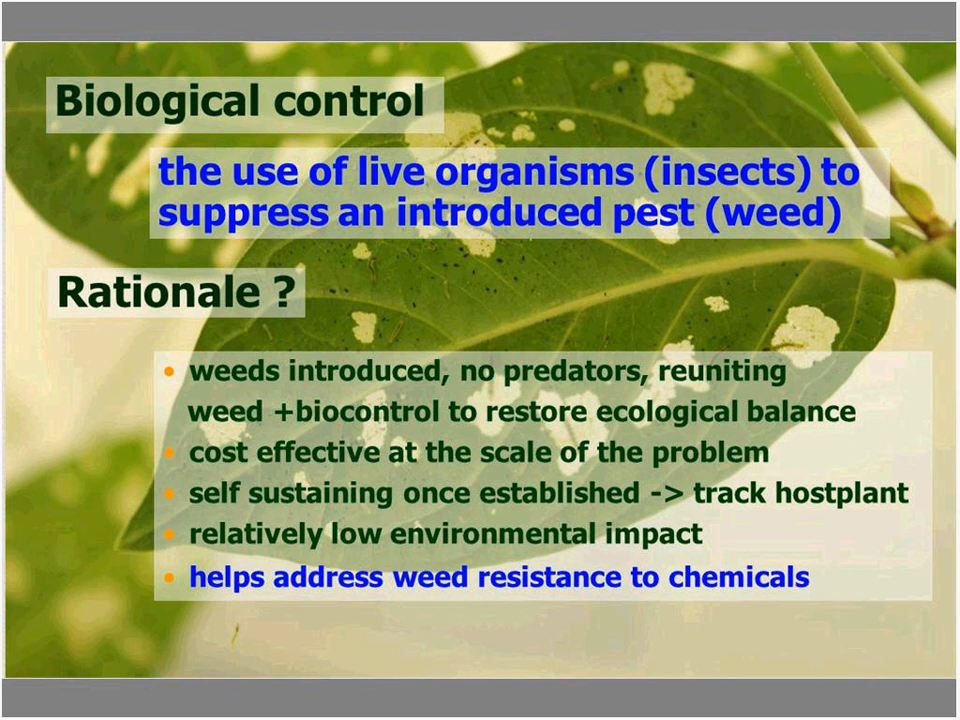 Biological control
the use of live organisms (insects) to
suppress an introduced pest (weed)
Rationale ?
• weeds introduced, no predators, reuniting
weed +biocontrol to restore ecological balance
• cost effective at the scale of the problem
• self sustaining once established -> track hostplant
• relatively low environmental impact
• helps address weed resistance to chemicals